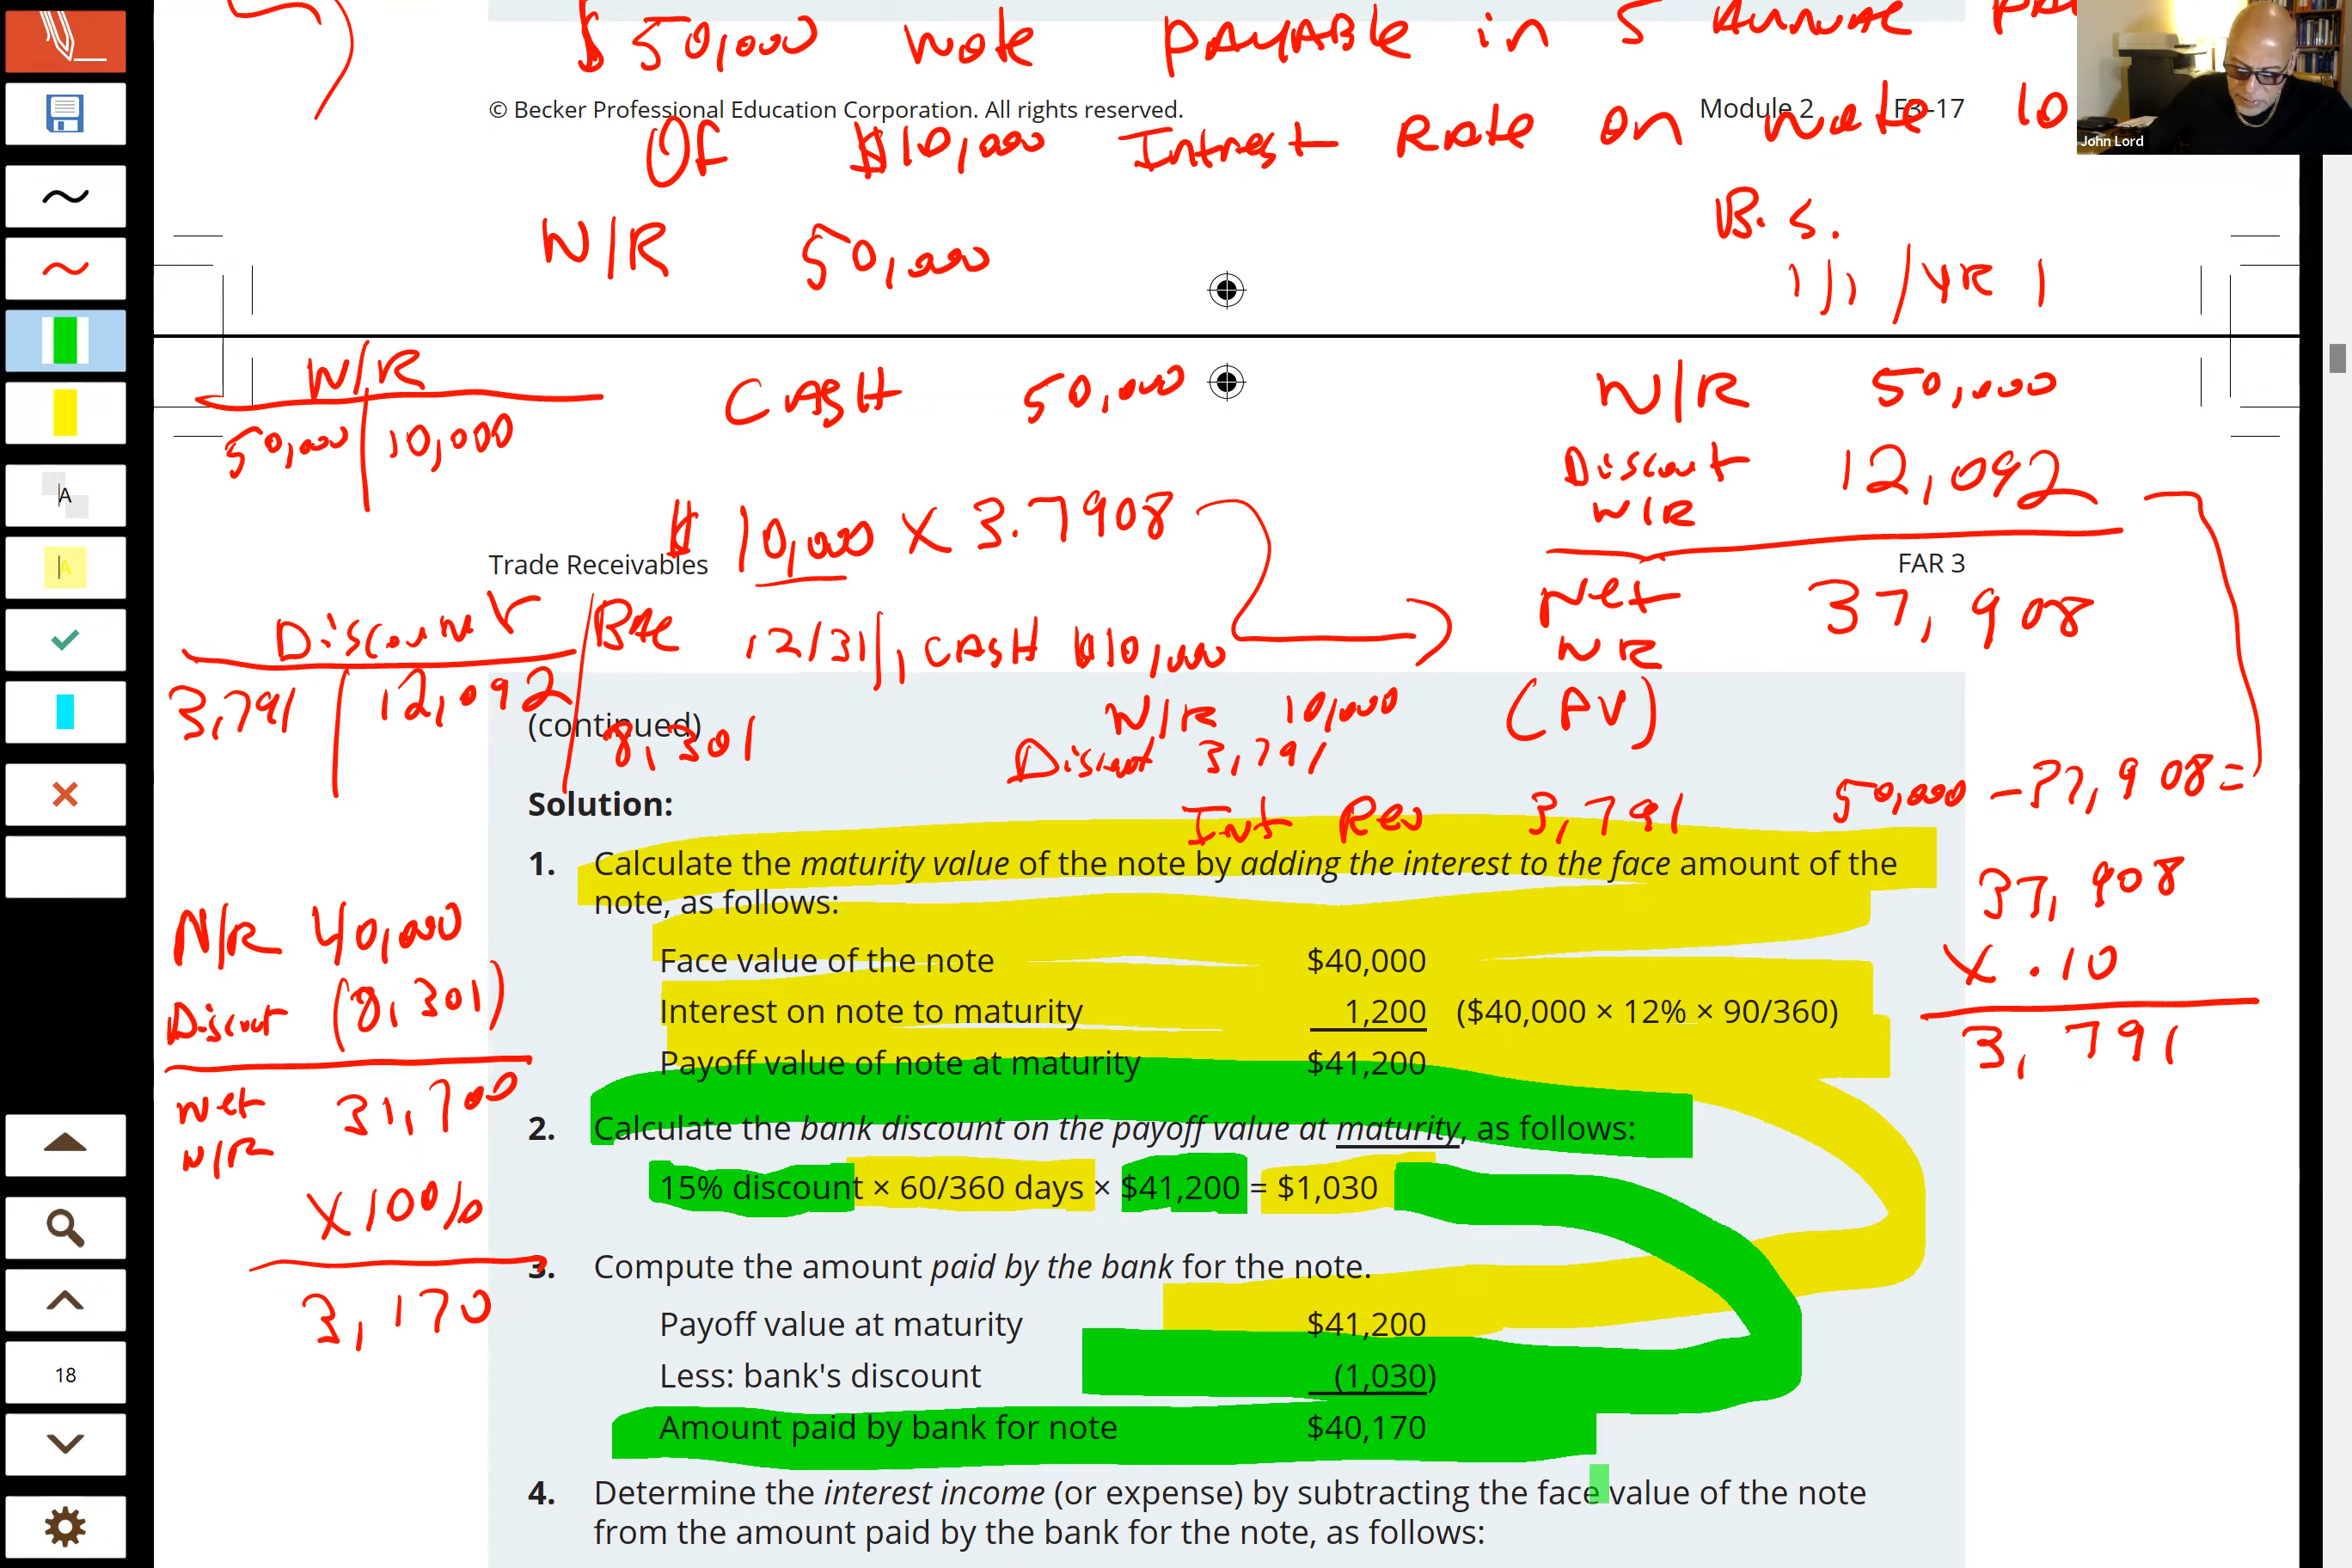 $50,000 Note PAYABLE in 5 Annual
© Becker Professional Education Corporation. All rights reserved.
Module 2 F3–17
Of $10,000 Intrest Rate on Note 10
John Lord
N/R 50,000
B.S.
1/1/YR 1
N/R
50,000 10,000
CASH 50,000
N/R 50,000
Discount N/R 12,092
$10,000 X 3.7908
Trade Receivables
FAR 3
Net NR 37,908
(PV)
Discount
3,791 12,092
8,301
12/31/1 CASH $10,000
N/R 10,000
Discount 3,791
Int Rev 3,791
50,000 - 37,908 =
37,908
X .10
3,791
(continued)
Solution:
1. Calculate the maturity value of the note by adding the interest to the face amount of the
note, as follows:
Face value of the note $40,000
Interest on note to maturity 1,200 ($40,000 × 12% × 90/360)
Payoff value of note at maturity $41,200
2. Calculate the bank discount on the payoff value at maturity, as follows:
15% discount × 60/360 days × $41,200 = $1,030
3. Compute the amount paid by the bank for the note.
Payoff value at maturity $41,200
Less: bank's discount (1,030)
Amount paid by bank for note $40,170
4. Determine the interest income (or expense) by subtracting the face value of the note
from the amount paid by the bank for the note, as follows:
N/R 40,000
Discout (8,301)
Net N/R 31,700
X 10%
3,170
A
A
18